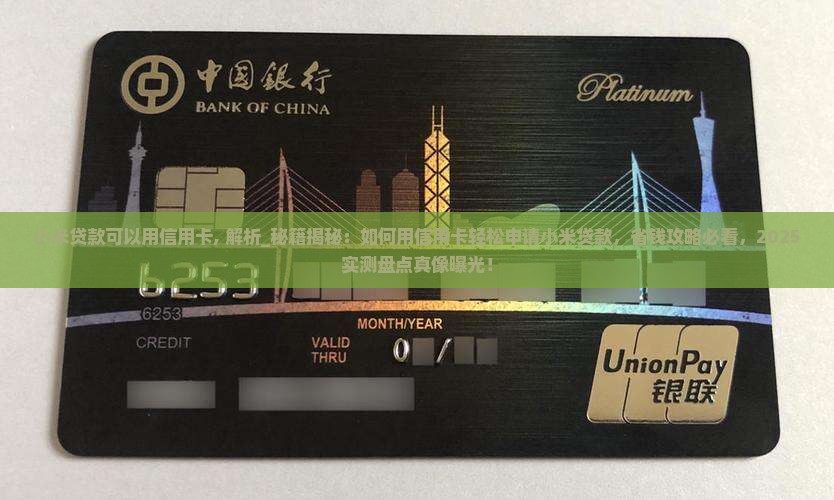 中國銀行
BANK OF CHINA
Platinum
小米贷款可以用信用卡, 解析_秘籍揭秘：如何用信用卡轻松申请小米贷款，省钱攻略必看，2025
实测盘点真像曝光！
6253
6253
MONTH/YEAR
CREDIT
VALID
THRU
0 /
UnionPay
银联